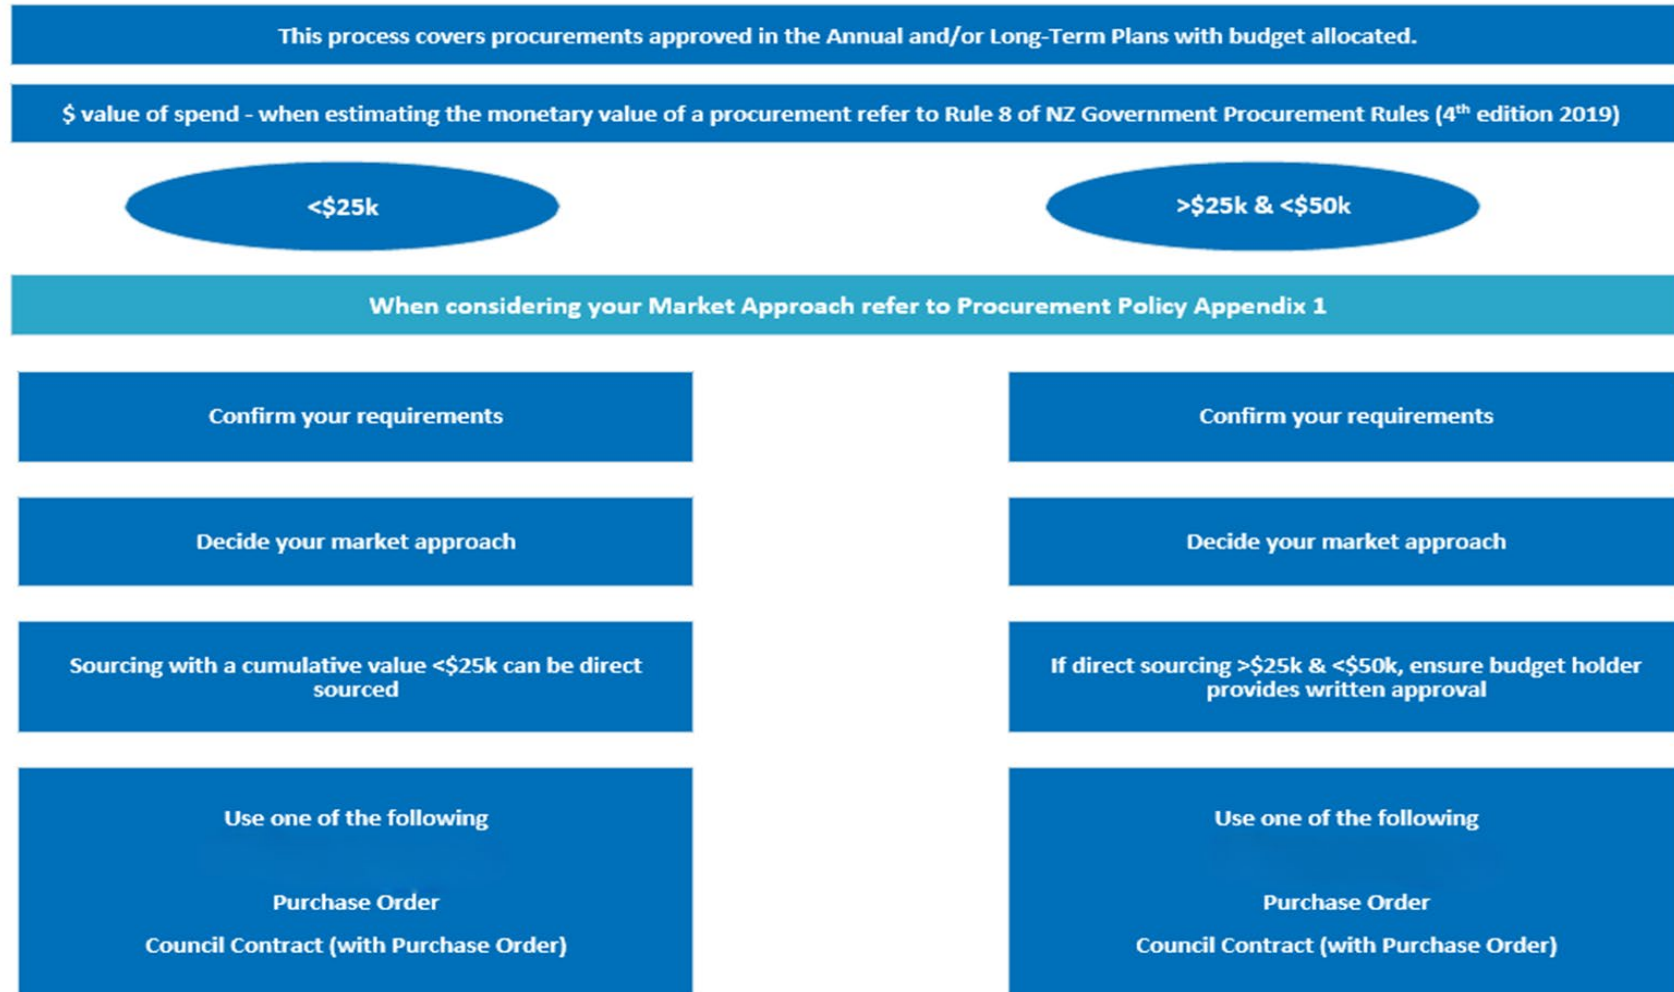 This process covers procurements approved in the Annual and/or Long-Term Plans with budget allocated.
$ value of spend - when estimating the monetary value of a procurement refer to Rule 8 of NZ Government Procurement Rules (4th edition 2019)
<$25k
>$25k & <$50k
When considering your Market Approach refer to Procurement Policy Appendix 1
Confirm your requirements
Confirm your requirements
Decide your market approach
Decide your market approach
Sourcing with a cumulative value <$25k can be direct
sourced
If direct sourcing >$25k & <$50k, ensure budget holder
provides written approval
Use one of the following
Purchase Order
Council Contract (with Purchase Order)
Use one of the following
Purchase Order
Council Contract (with Purchase Order)